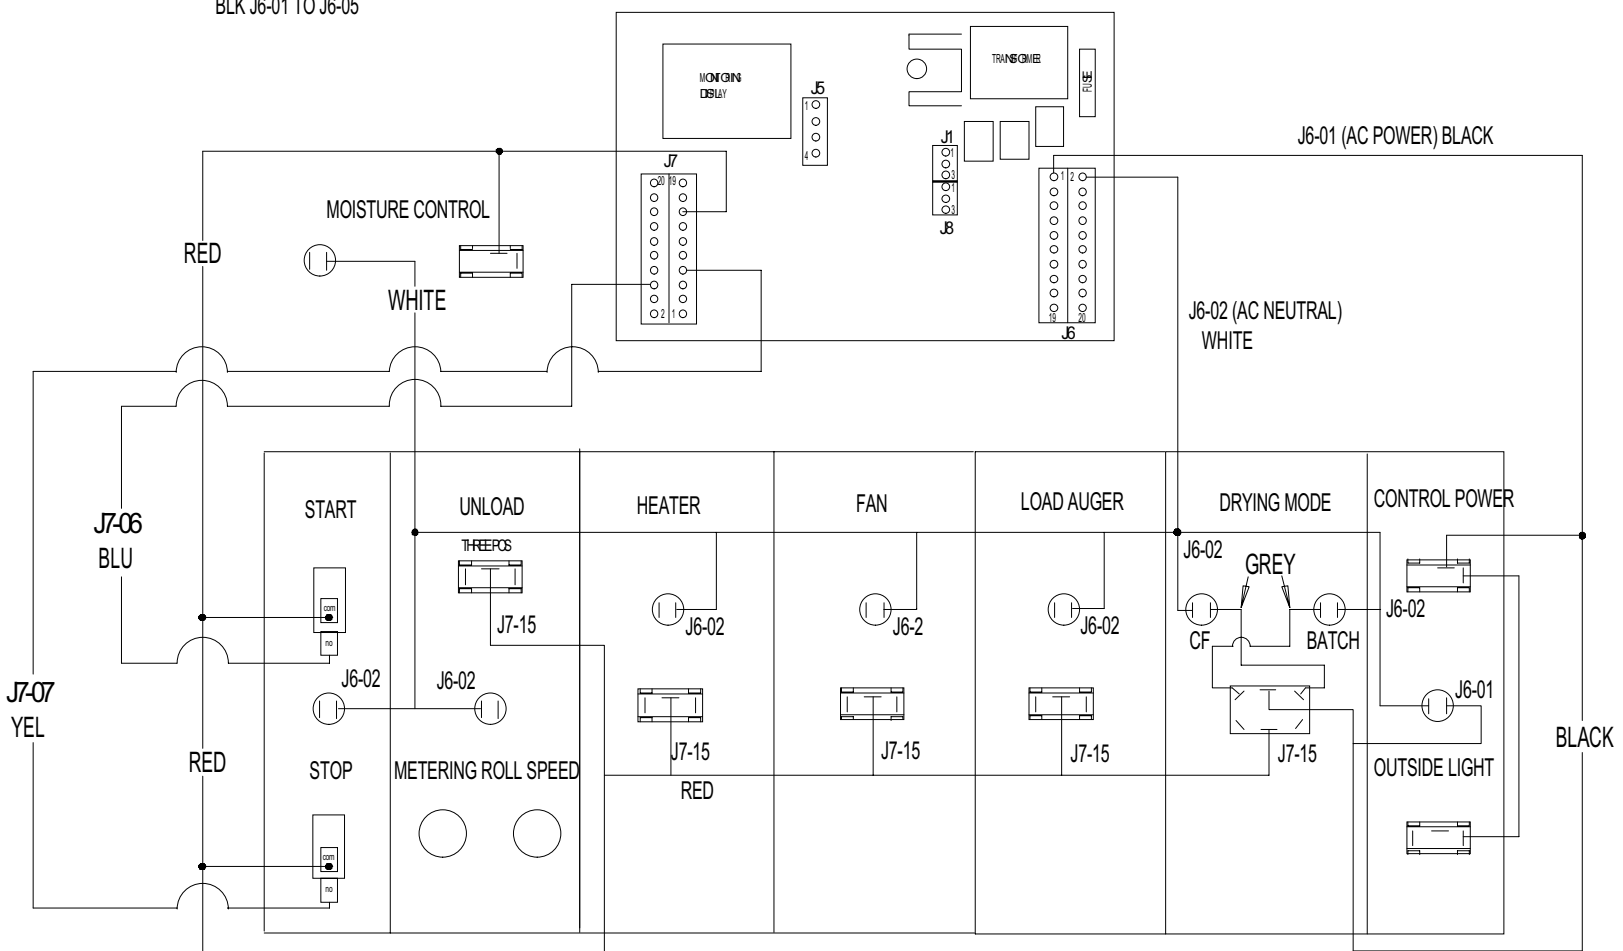 BLK J6-01 TO J6-05
MONITORING
DISPLAY
TRANSFORMER
FUSE
J5
1
4
J1
1
3
1
3
J8
J7
20 19
2 1
1 2
19 20
J6
J6-01 (AC POWER) BLACK
MOISTURE CONTROL
RED
WHITE
J6-02 (AC NEUTRAL)
WHITE
START
UNLOAD
HEATER
FAN
LOAD AUGER
DRYING MODE
CONTROL POWER
J7-06
BLU
THREE POS
J6-02
GREY
com
no
J7-15
J6-02
J6-2
J6-02
CF
BATCH
J6-02
J6-02
J6-02
J6-01
J7-07
YEL
RED
STOP
METERING ROLL SPEED
J7-15
J7-15
J7-15
J7-15
RED
OUTSIDE LIGHT
BLACK
com
no